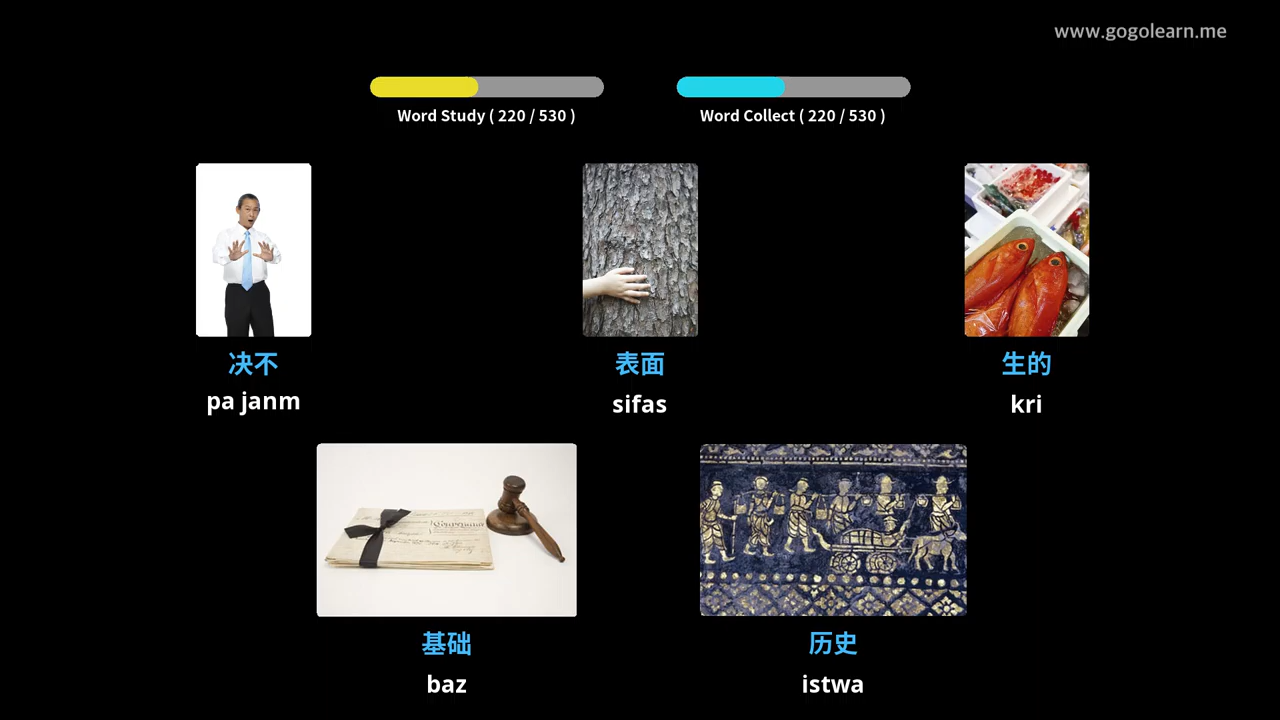 www.gogolearn.me
Word Study ( 220 / 530 )
Word Collect ( 220 / 530 )
决不
pa janm
表面
sifas
生的
kri
基础
baz
历史
istwa